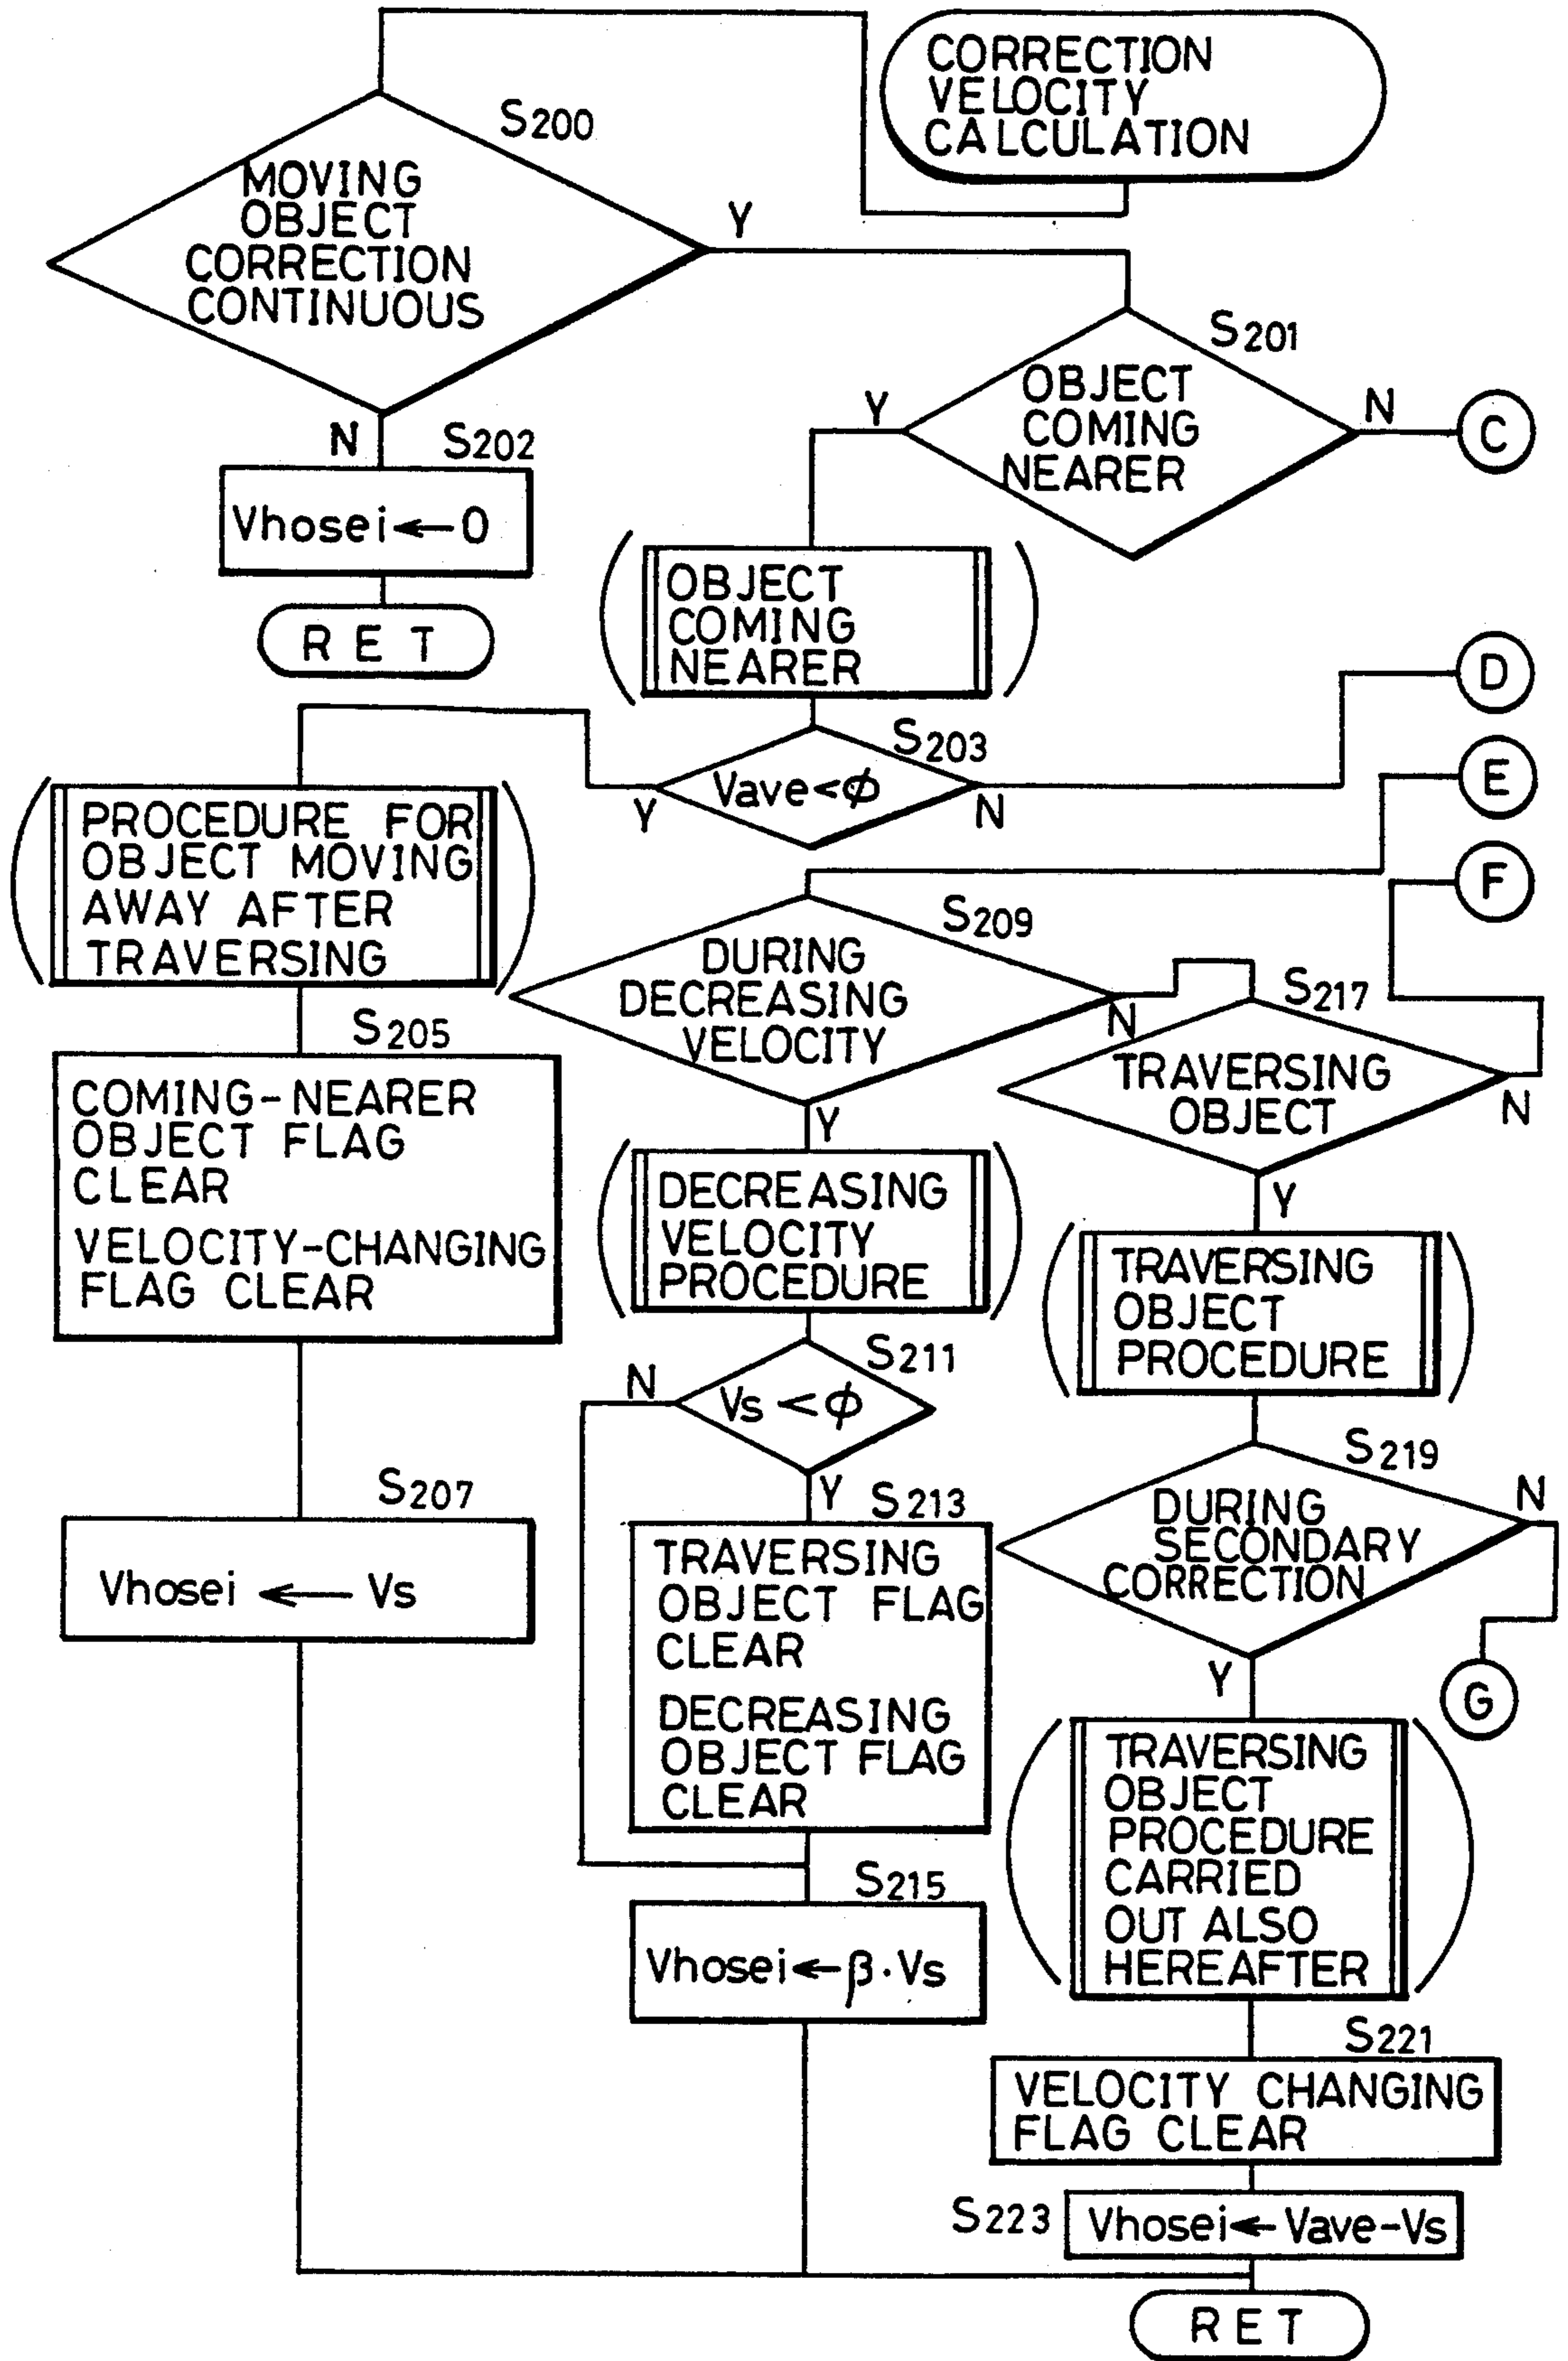 CORRECTION
VELOCITY
CALCULATION
S200
MOVING
OBJECT
CORRECTION
CONTINUOUS
Y
N
S201
OBJECT
COMING
NEARER
Y
N
C
S202
Vhosei←0
RET
OBJECT
COMING
NEARER
D
S203
Vave<φ
Y
N
E
PROCEDURE FOR
OBJECT MOVING
AWAY AFTER
TRAVERSING
F
S205
COMING-NEARER
OBJECT FLAG
CLEAR
VELOCITY-CHANGING
FLAG CLEAR
S207
Vhosei ← Vs
S209
DURING
DECREASING
VELOCITY
N
Y
DECREASING
VELOCITY
PROCEDURE
S211
N
Vs <φ
Y
S213
TRAVERSING
OBJECT FLAG
CLEAR
DECREASING
OBJECT FLAG
CLEAR
S215
Vhosei←β·Vs
S217
TRAVERSING
OBJECT
N
Y
TRAVERSING
OBJECT
PROCEDURE
S219
DURING
SECONDARY
CORRECTION
N
Y
G
TRAVERSING
OBJECT
PROCEDURE
CARRIED
OUT ALSO
HEREAFTER
S221
VELOCITY CHANGING
FLAG CLEAR
S223
Vhosei← Vave-Vs
RET